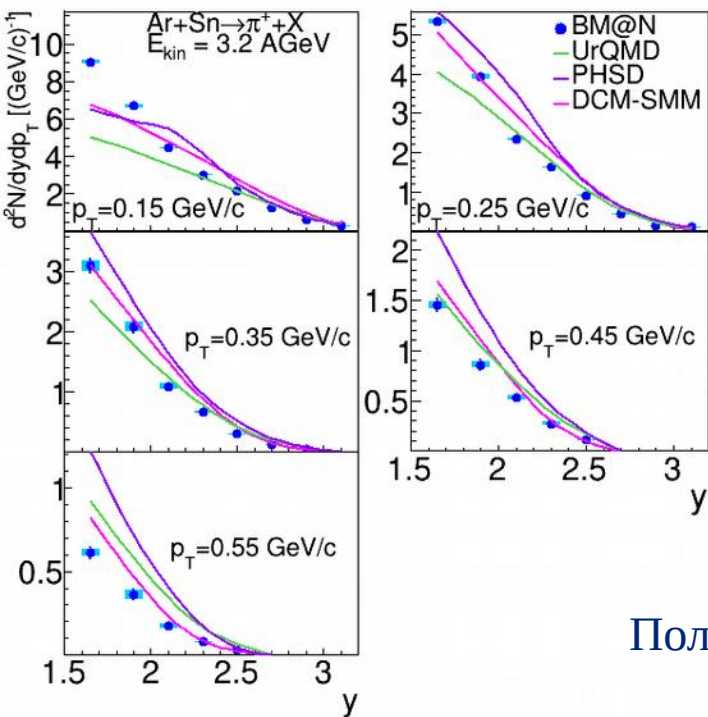 Ar+Sn→π⁺+X
E_kin = 3.2 AGeV
d²N/dydp_T [(GeV/c)⁻¹]
10
8
6
4
2
p_T=0.15 GeV/c
BM@N
UrQMD
PHSD
DCM-SMM
5
4
3
2
1
p_T=0.25 GeV/c
3
2
1
p_T=0.35 GeV/c
2
1.5
1
0.5
p_T=0.45 GeV/c
1.5 2 2.5 3
y
1
0.5
p_T=0.55 GeV/c
1.5 2 2.5 3
y
Пол